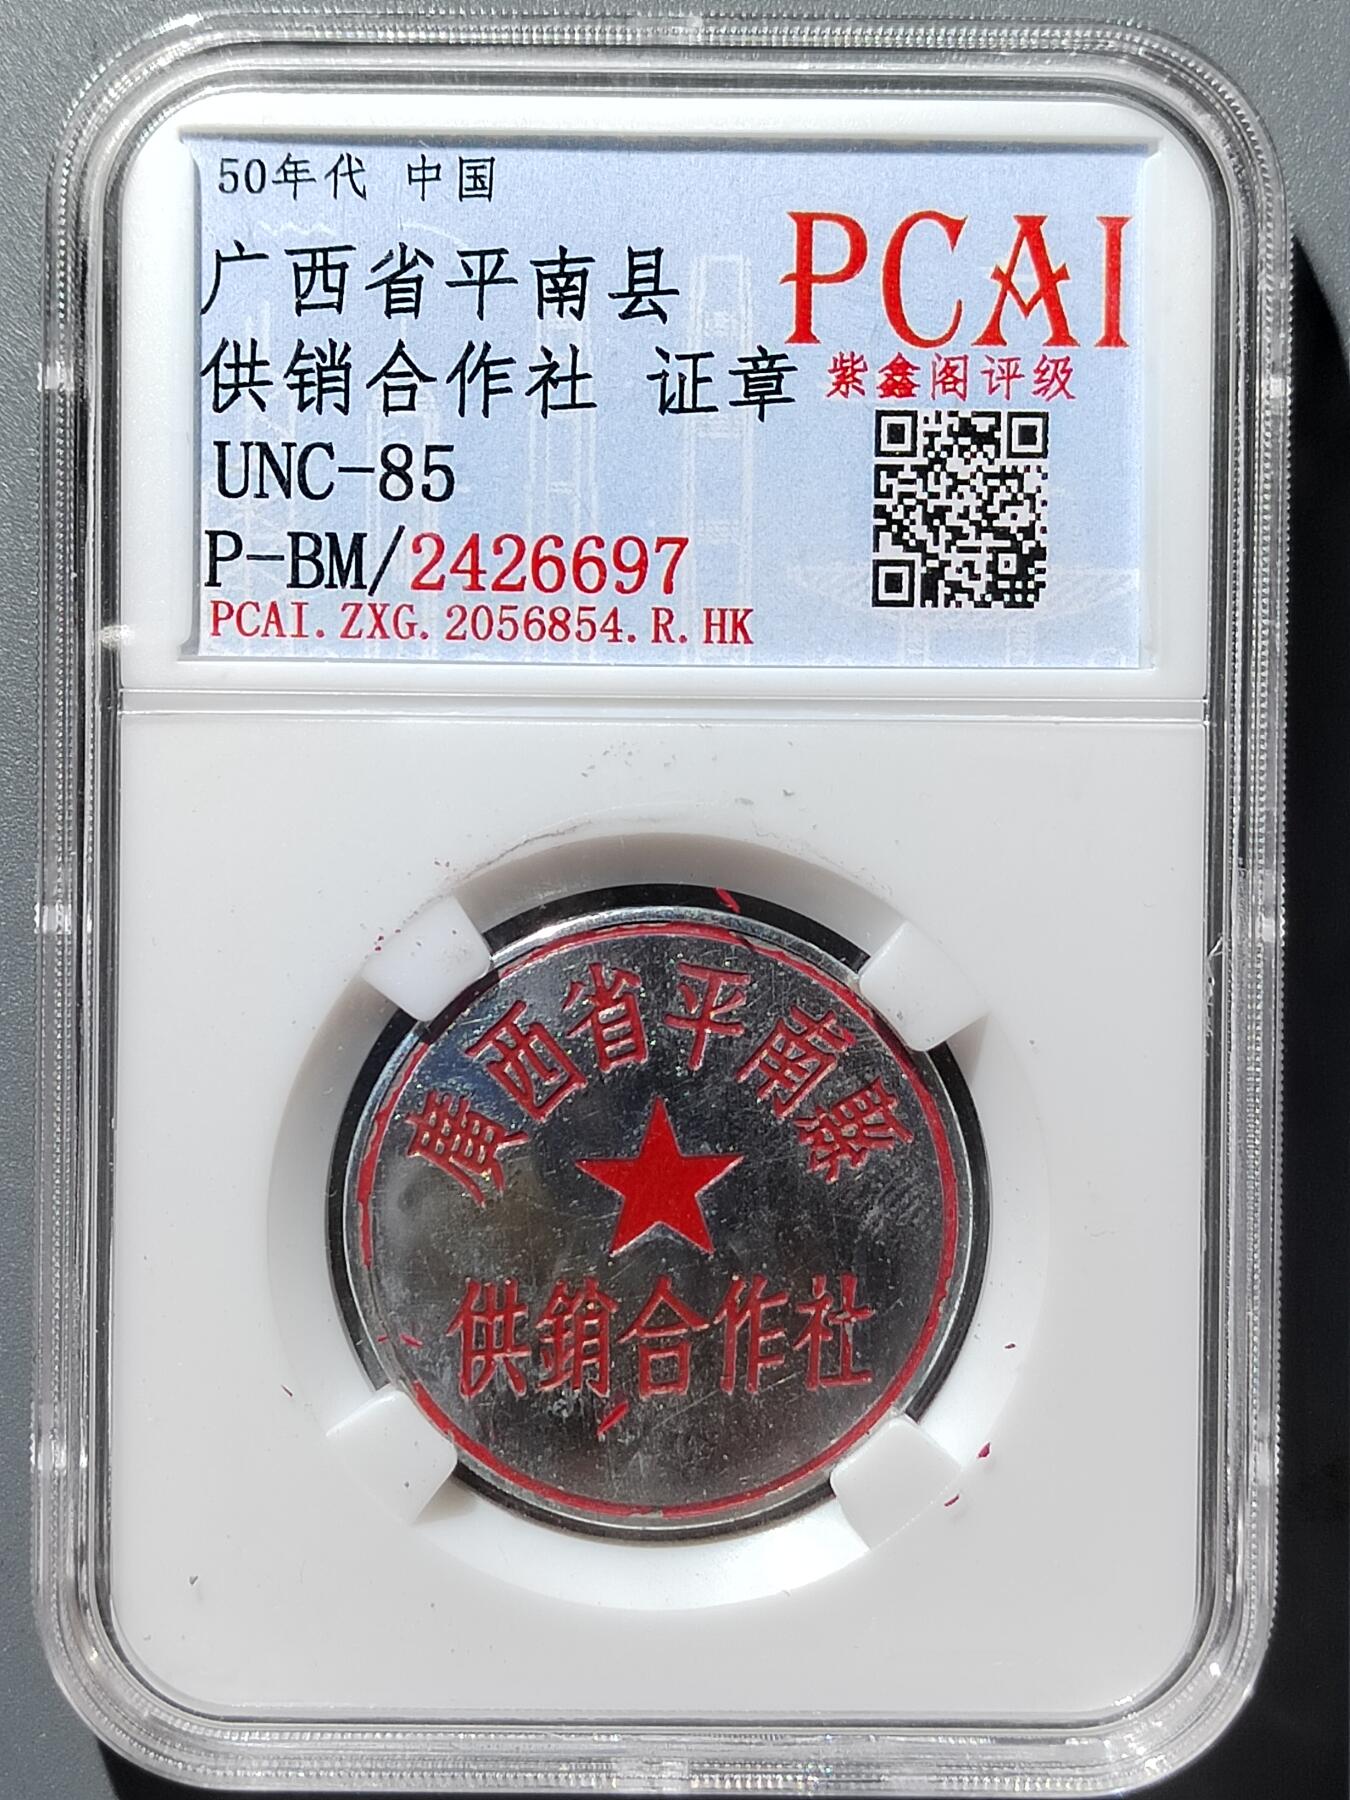 50年代 中国
广西省平南县
供销合作社 证章
UNC-85
P-BM/2426697
PCAI.ZXG.2056854.R.HK
PCAI
紫鑫阁评级
廣西省平南縣
供銷合作社